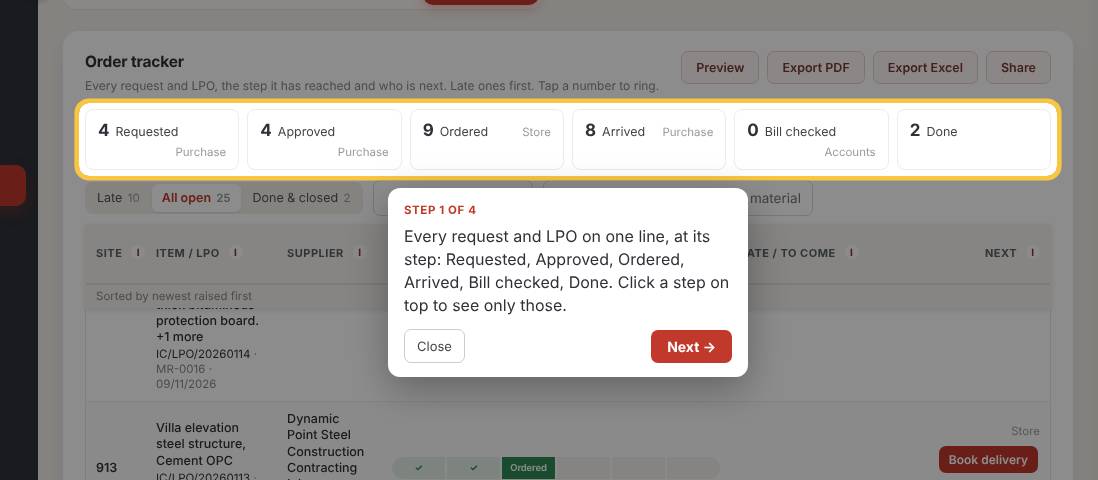 Order tracker
Every request and LPO, the step it has reached and who is next. Late ones first. Tap a number to ring.
Preview
Export PDF
Export Excel
Share
4 Requested
Purchase
4 Approved
Purchase
9 Ordered Store
8 Arrived Purchase
0 Bill checked
Accounts
2 Done
Late 10
All open 25
Done & closed 2
material
STEP 1 OF 4
Every request and LPO on one line, at its
step: Requested, Approved, Ordered,
Arrived, Bill checked, Done. Click a step on
top to see only those.
Close
Next →
SITE
ITEM / LPO
SUPPLIER
/ TO COME
NEXT
Sorted by newest raised first
protection board.
+1 more
IC/LPO/20260114 ·
MR-0016 ·
09/11/2026
913
Villa elevation
steel structure,
Cement OPC
IC/LPO/20260113 ·
Dynamic
Point Steel
Construction
Contracting
✓
✓
Ordered
Store
Book delivery